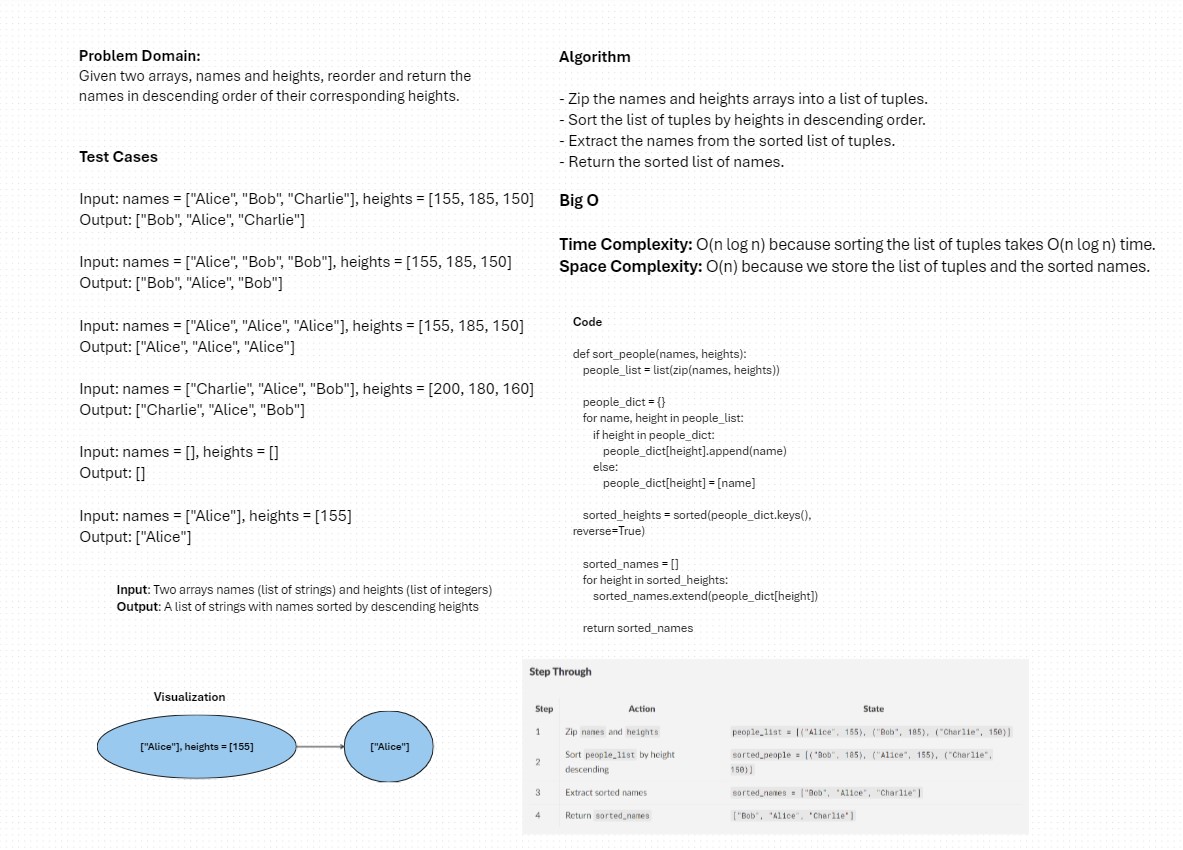 Problem Domain:
Given two arrays, names and heights, reorder and return the
names in descending order of their corresponding heights.
Test Cases
Input: names = ["Alice", "Bob", "Charlie"], heights = [155, 185, 150]
Output: ["Bob", "Alice", "Charlie"]
Input: names = ["Alice", "Bob", "Bob"], heights = [155, 185, 150]
Output: ["Bob", "Alice", "Bob"]
Input: names = ["Alice", "Alice", "Alice"], heights = [155, 185, 150]
Output: ["Alice", "Alice", "Alice"]
Input: names = ["Charlie", "Alice", "Bob"], heights = [200, 180, 160]
Output: ["Charlie", "Alice", "Bob"]
Input: names = [], heights = []
Output: []
Input: names = ["Alice"], heights = [155]
Output: ["Alice"]
Input: Two arrays names (list of strings) and heights (list of integers)
Output: A list of strings with names sorted by descending heights
Visualization
["Alice"], heights = [155]
["Alice"]
Algorithm
- Zip the names and heights arrays into a list of tuples.
- Sort the list of tuples by heights in descending order.
- Extract the names from the sorted list of tuples.
- Return the sorted list of names.
Big O
Time Complexity: O(n log n) because sorting the list of tuples takes O(n log n) time.
Space Complexity: O(n) because we store the list of tuples and the sorted names.
Code
def sort_people(names, heights):
people_list = list(zip(names, heights))
people_dict = {}
for name, height in people_list:
if height in people_dict:
people_dict[height].append(name)
else:
people_dict[height] = [name]
sorted_heights = sorted(people_dict.keys(),
reverse=True)
sorted_names = []
for height in sorted_heights:
sorted_names.extend(people_dict[height])
return sorted_names
Step Through
Step Action State
1 Zip names and heights people_list = [("Alice", 155), ("Bob", 185), ("Charlie", 150)]
2 Sort people_list by height descending sorted_people = [("Bob", 185), ("Alice", 155), ("Charlie",
150)]
3 Extract sorted names sorted_names = ["Bob", "Alice", "Charlie"]
4 Return sorted_names ["Bob", "Alice", "Charlie"]